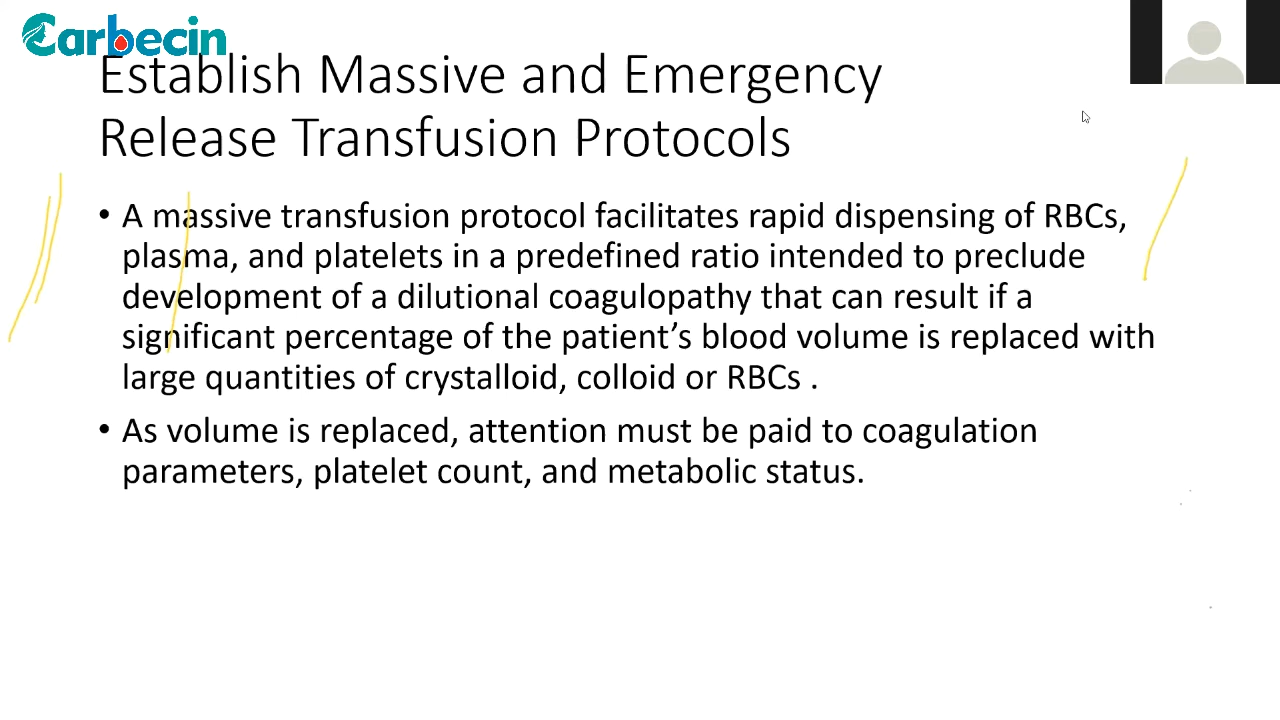 Carbecin
Establish Massive and Emergency
Release Transfusion Protocols
• A massive transfusion protocol facilitates rapid dispensing of RBCs,
plasma, and platelets in a predefined ratio intended to preclude
development of a dilutional coagulopathy that can result if a
significant percentage of the patient’s blood volume is replaced with
large quantities of crystalloid, colloid or RBCs .
• As volume is replaced, attention must be paid to coagulation
parameters, platelet count, and metabolic status.